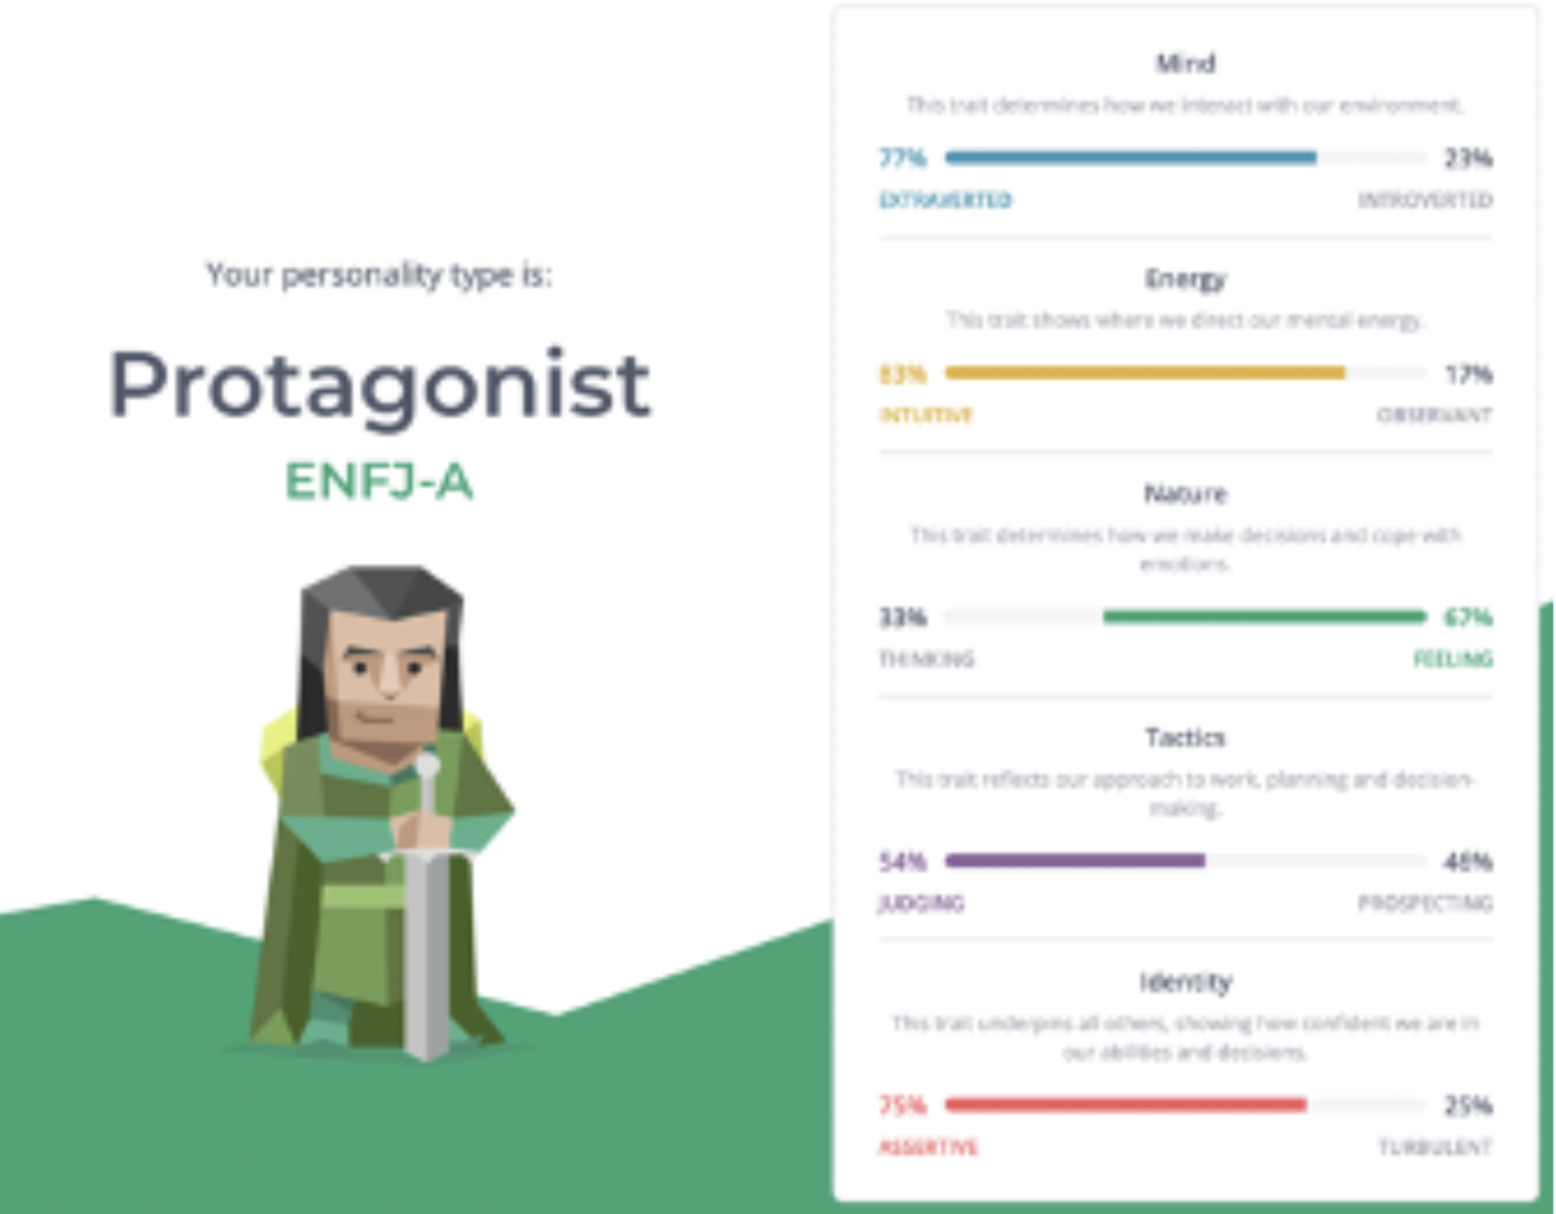 Your personality type is:
Protagonist
ENFJ-A
Mind
This trait determines how we interact with our environment.
77% 23%
EXTRAVERTED INTROVERTED
Energy
This trait shows where we direct our mental energy.
83% 17%
INTUITIVE OBSERVANT
Nature
This trait determines how we make decisions and cope with
emotions.
33% 67%
THINKING FEELING
Tactics
This trait reflects our approach to work, planning and decision-
making.
54% 46%
JUDGING PROSPECTING
Identity
This trait underpins all others, showing how confident we are in
our abilities and decisions.
75% 25%
ASSERTIVE TURBULENT